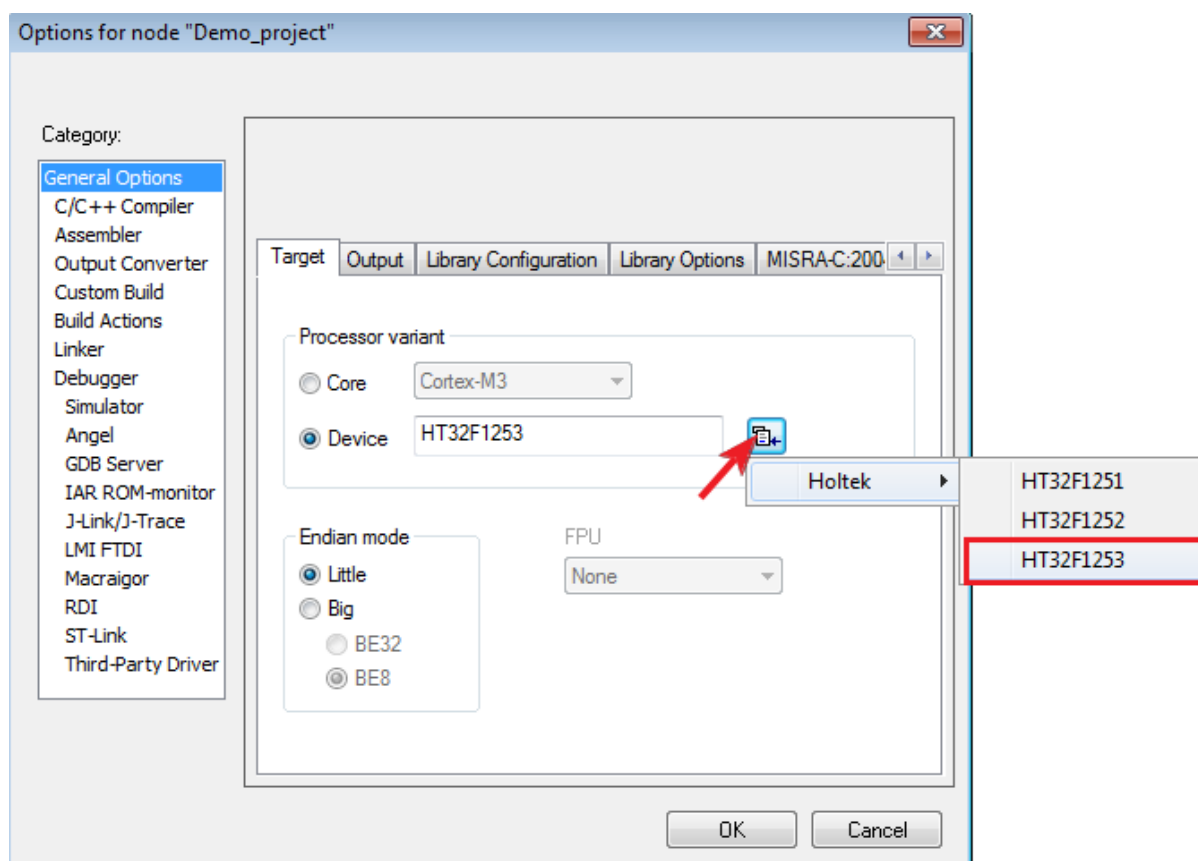 Options for node "Demo_project"
Category:
General Options
C/C++ Compiler
Assembler
Output Converter
Custom Build
Build Actions
Linker
Debugger
Simulator
Angel
GDB Server
IAR ROM-monitor
J-Link/J-Trace
LMI FTDI
Macraigor
RDI
ST-Link
Third-Party Driver
Target Output Library Configuration Library Options MISRA-C:200
Processor variant
Core Cortex-M3
Device HT32F1253
Holtek
HT32F1251
HT32F1252
HT32F1253
Endian mode
Little
Big
BE32
BE8
FPU
None
OK Cancel